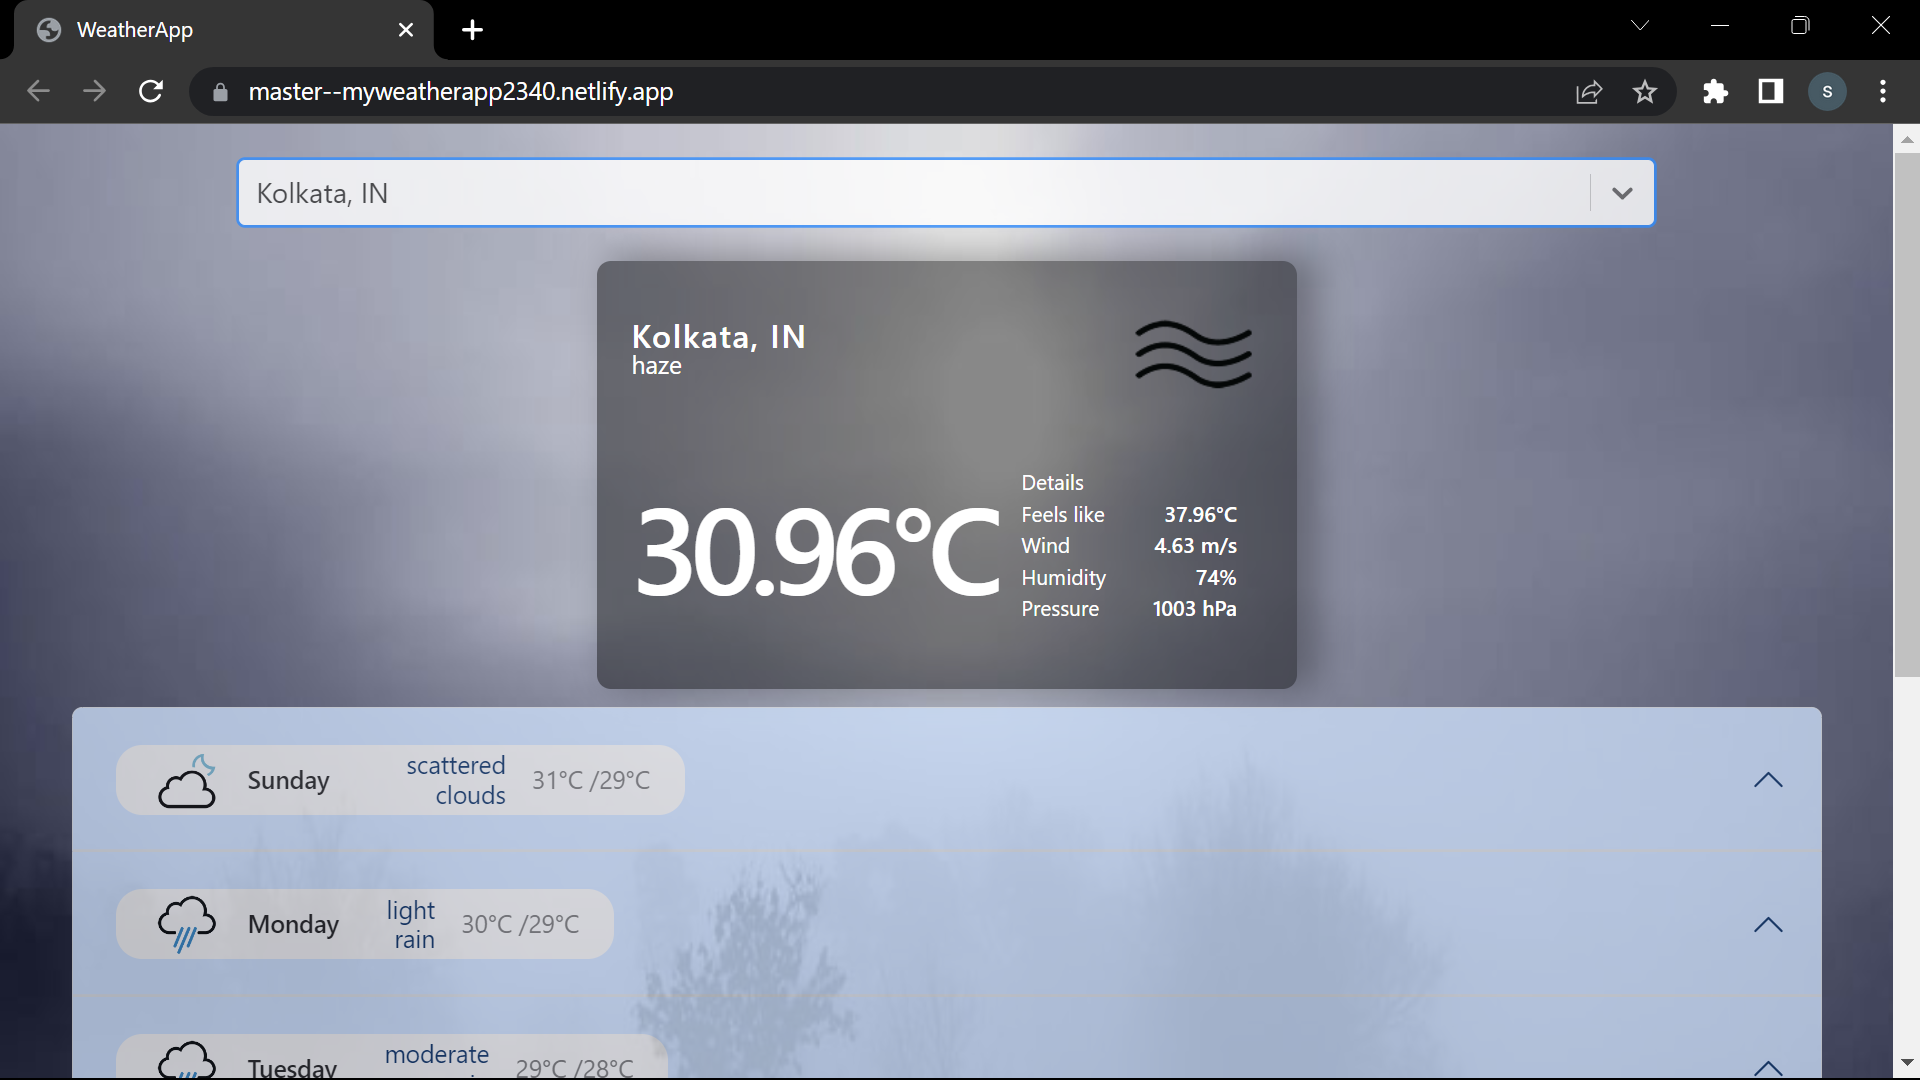 WeatherApp
master--myweatherapp2340.netlify.app
S
Kolkata, IN
Kolkata, IN
haze
30.96°C
Details
Feels like 37.96°C
Wind 4.63 m/s
Humidity 74%
Pressure 1003 hPa
Sunday scattered clouds 31°C /29°C
Monday light rain 30°C /29°C
Tuesday moderate 29°C /28°C